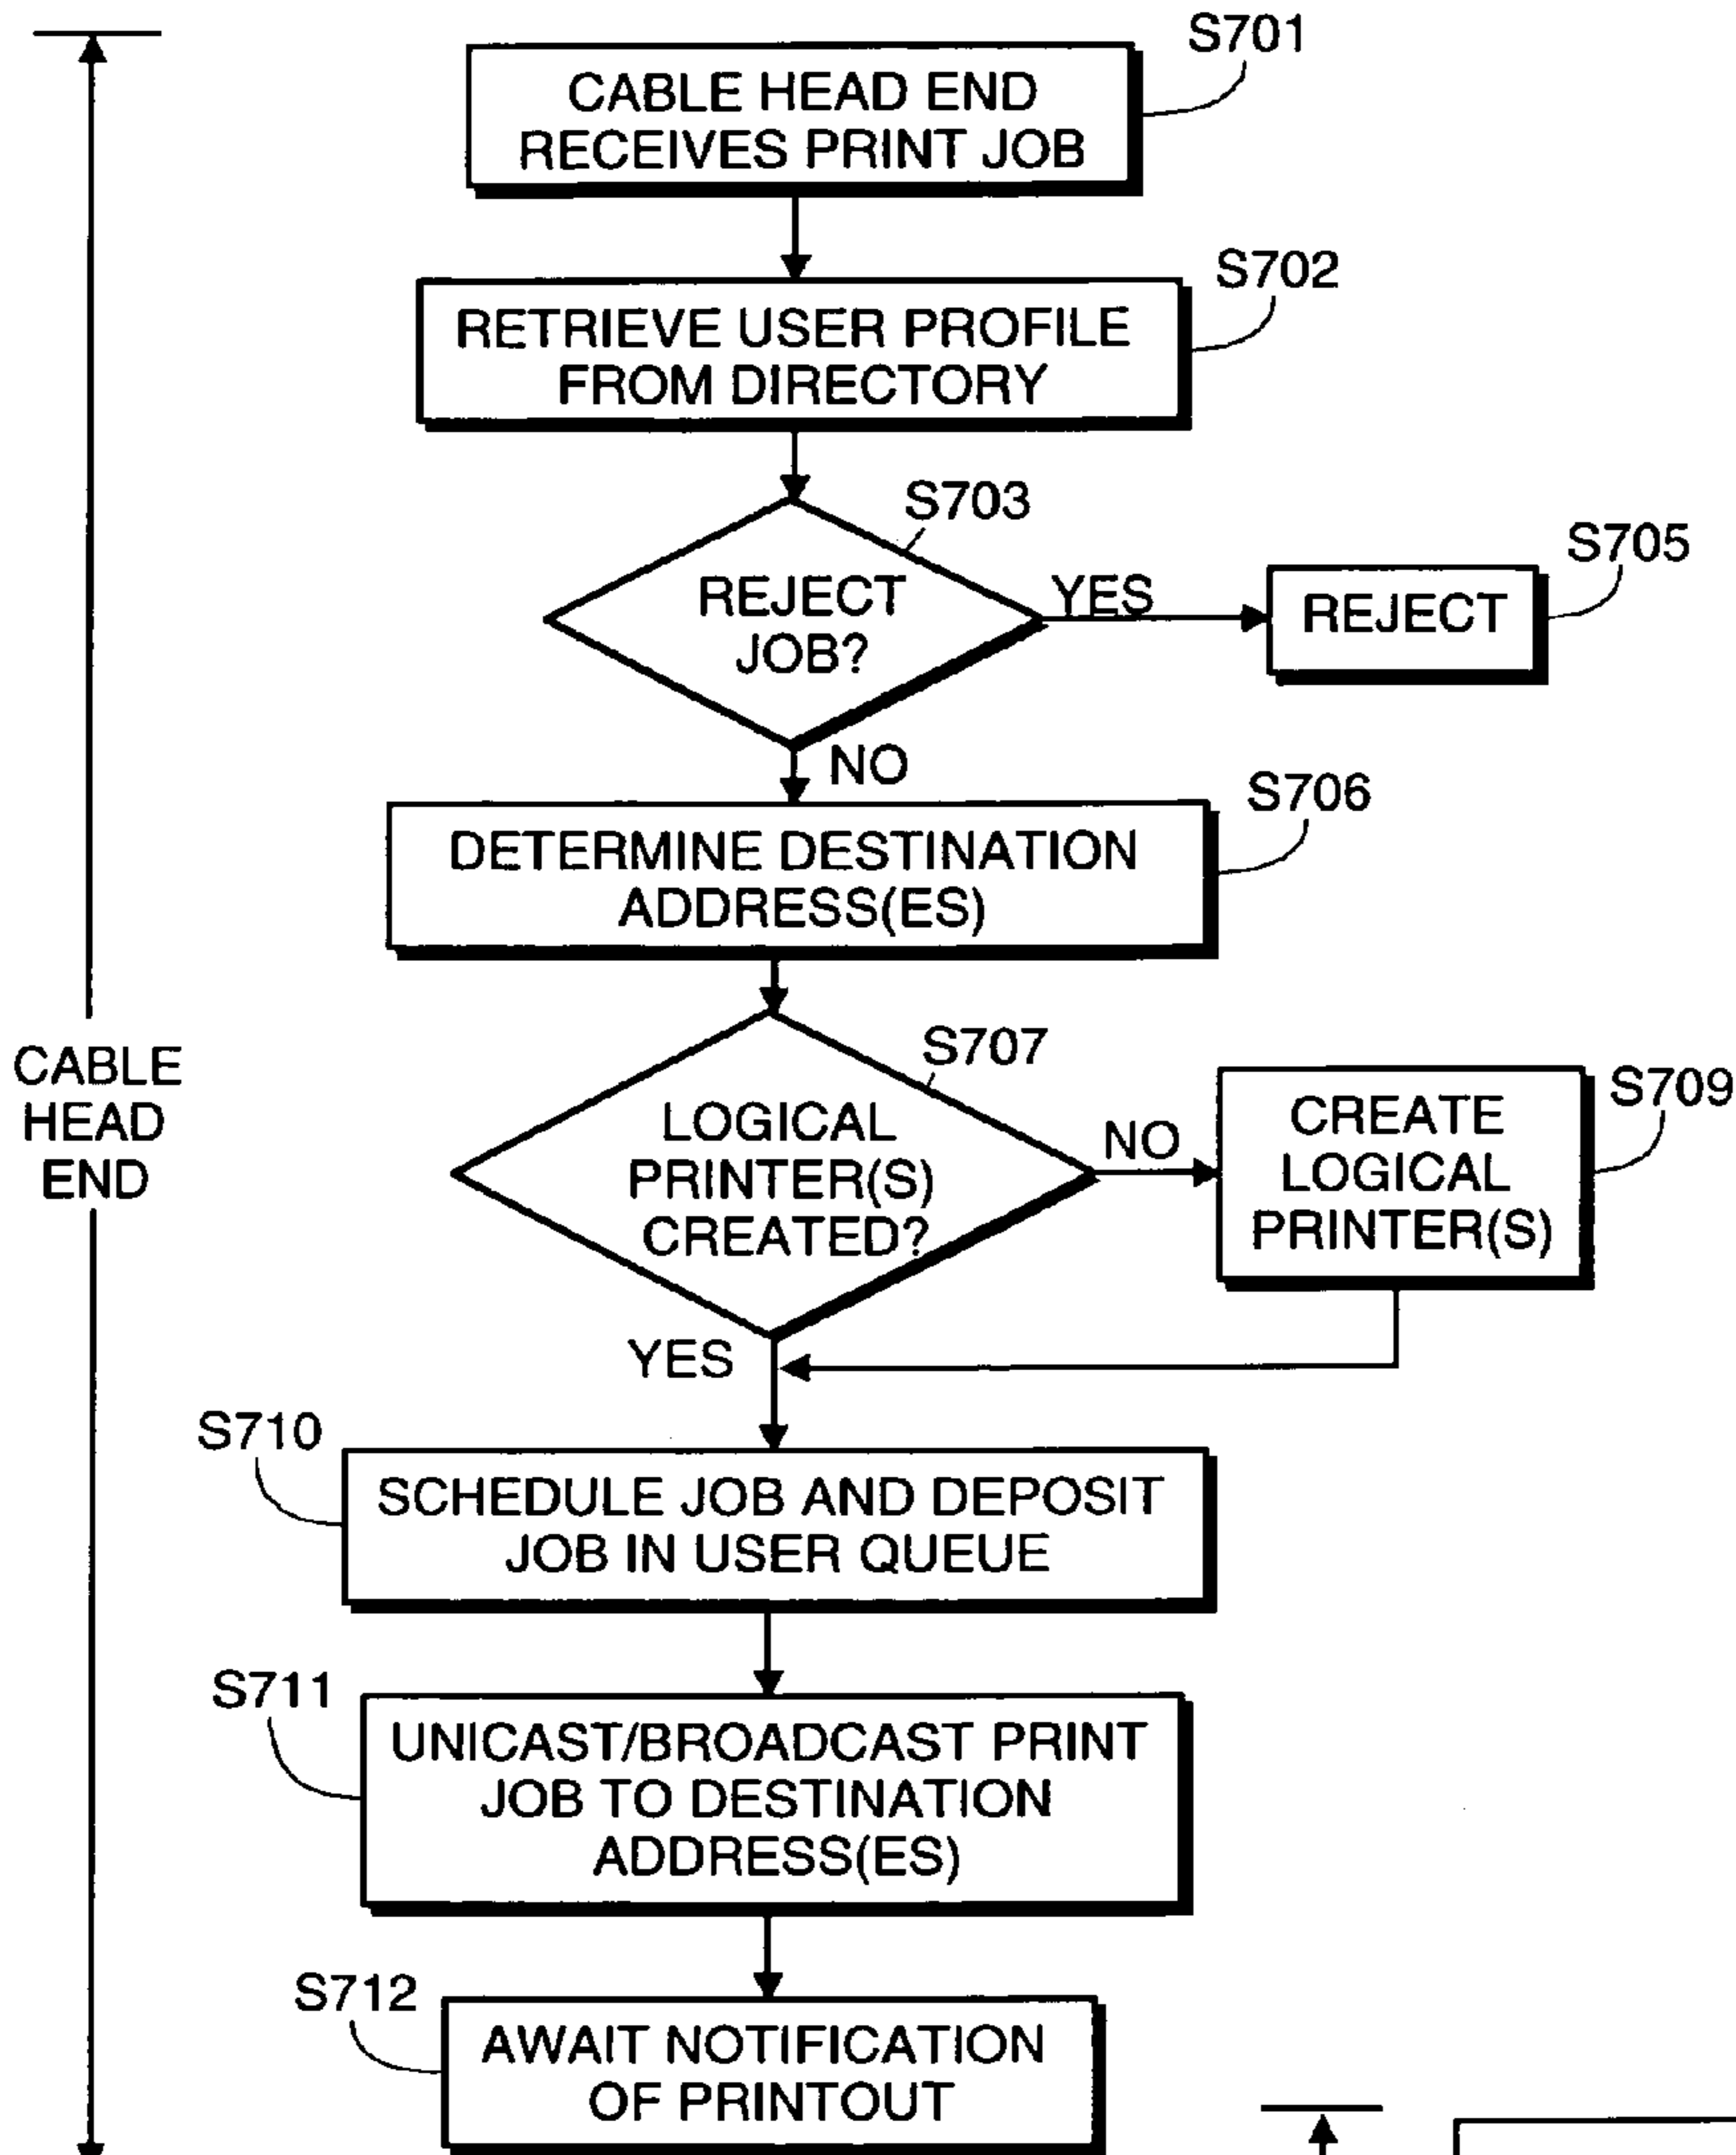 S701
CABLE HEAD END
RECEIVES PRINT JOB
S702
RETRIEVE USER PROFILE
FROM DIRECTORY
S703
REJECT
JOB?
YES
S705
REJECT
NO
S706
DETERMINE DESTINATION
ADDRESS(ES)
CABLE
HEAD
END
S707
LOGICAL
PRINTER(S)
CREATED?
NO
S709
CREATE
LOGICAL
PRINTER(S)
YES
S710
SCHEDULE JOB AND DEPOSIT
JOB IN USER QUEUE
S711
UNICAST/BROADCAST PRINT
JOB TO DESTINATION
ADDRESS(ES)
S712
AWAIT NOTIFICATION
OF PRINTOUT